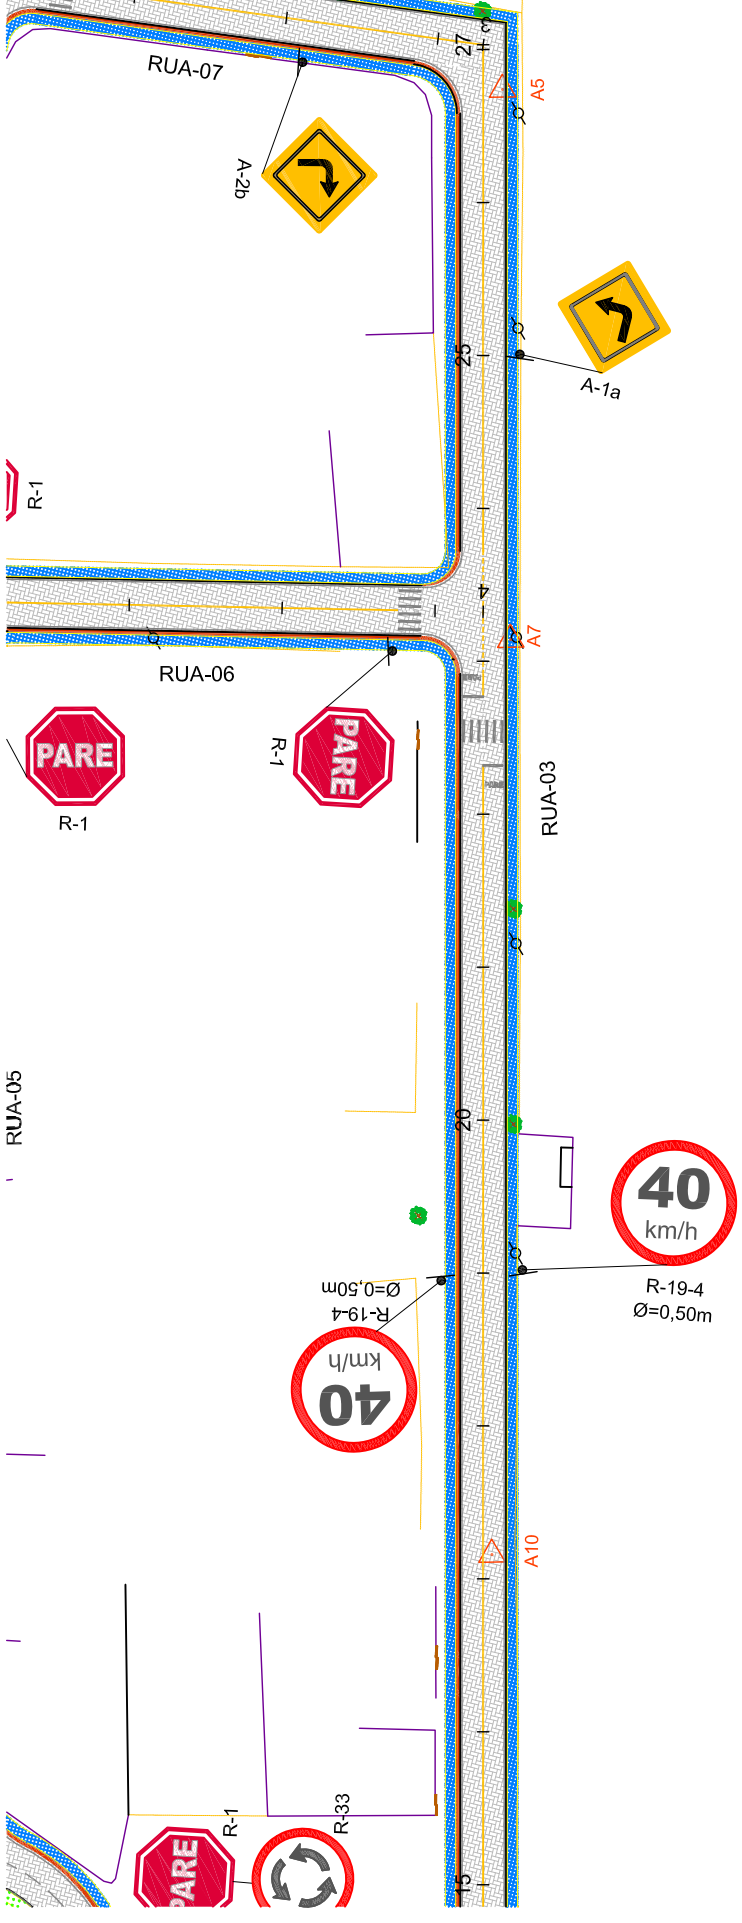 3
27
RUA-07
A5
A-2b
A-1a
25
R-1
4
A7
RUA-06
PARE
R-1
PARE
R-1
RUA-03
RUA-05
20
40
km/h
R-19-4
Ø=0,50m
R-19-4
Ø=0,50m
40
km/h
A10
R-1
R-33
PARE
15